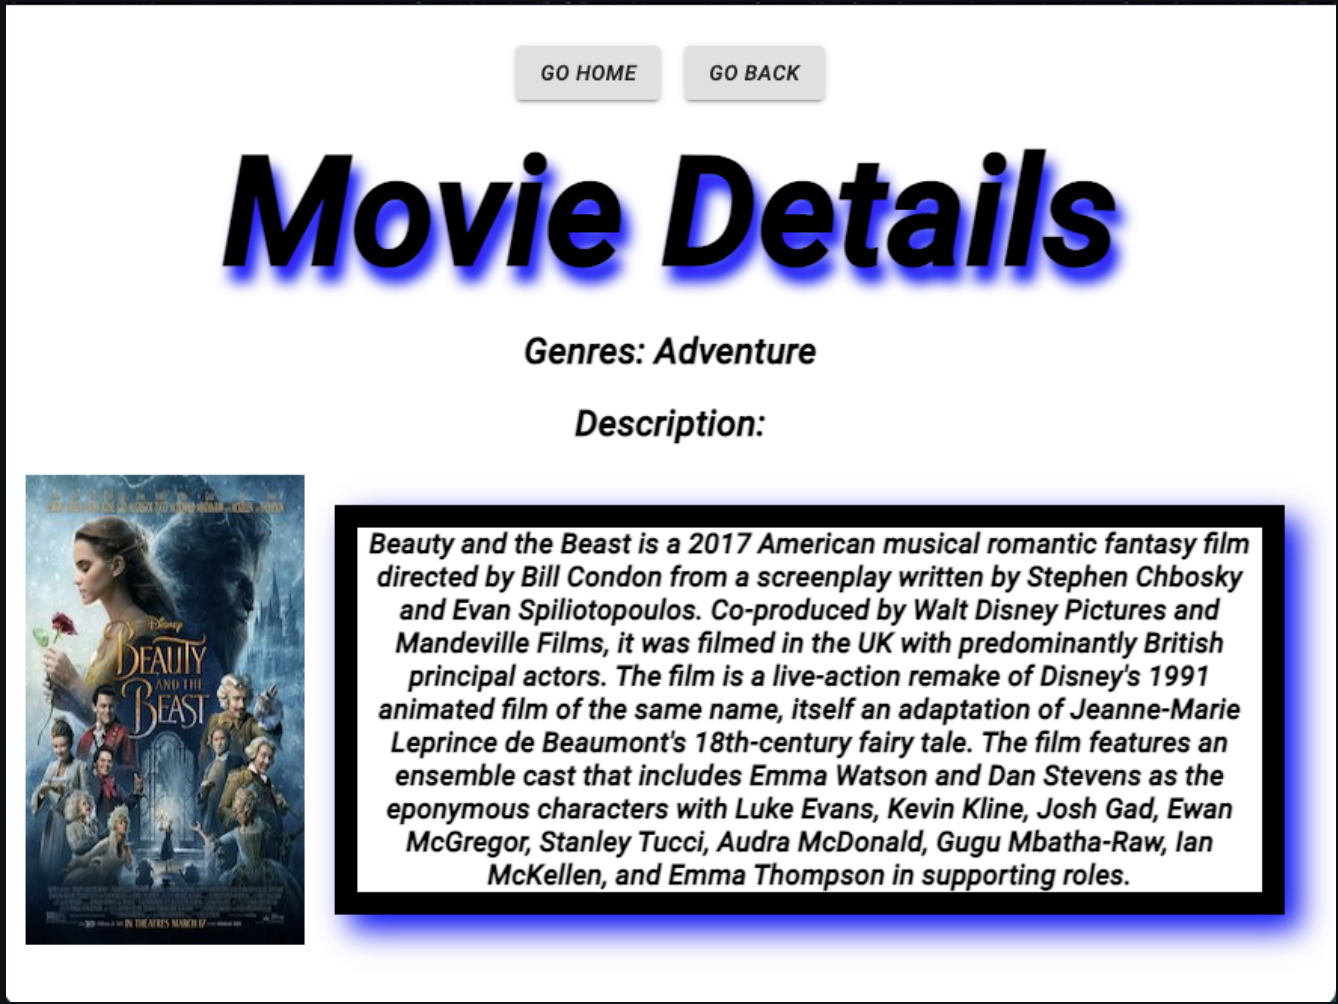 GO HOME
GO BACK
Movie Details
Genres: Adventure
Description:
Disney
BEAUTY
AND THE
BEAST
IN THEATRES MARCH 17
Beauty and the Beast is a 2017 American musical romantic fantasy film
directed by Bill Condon from a screenplay written by Stephen Chbosky
and Evan Spiliotopoulos. Co-produced by Walt Disney Pictures and
Mandeville Films, it was filmed in the UK with predominantly British
principal actors. The film is a live-action remake of Disney's 1991
animated film of the same name, itself an adaptation of Jeanne-Marie
Leprince de Beaumont's 18th-century fairy tale. The film features an
ensemble cast that includes Emma Watson and Dan Stevens as the
eponymous characters with Luke Evans, Kevin Kline, Josh Gad, Ewan
McGregor, Stanley Tucci, Audra McDonald, Gugu Mbatha-Raw, Ian
McKellen, and Emma Thompson in supporting roles.